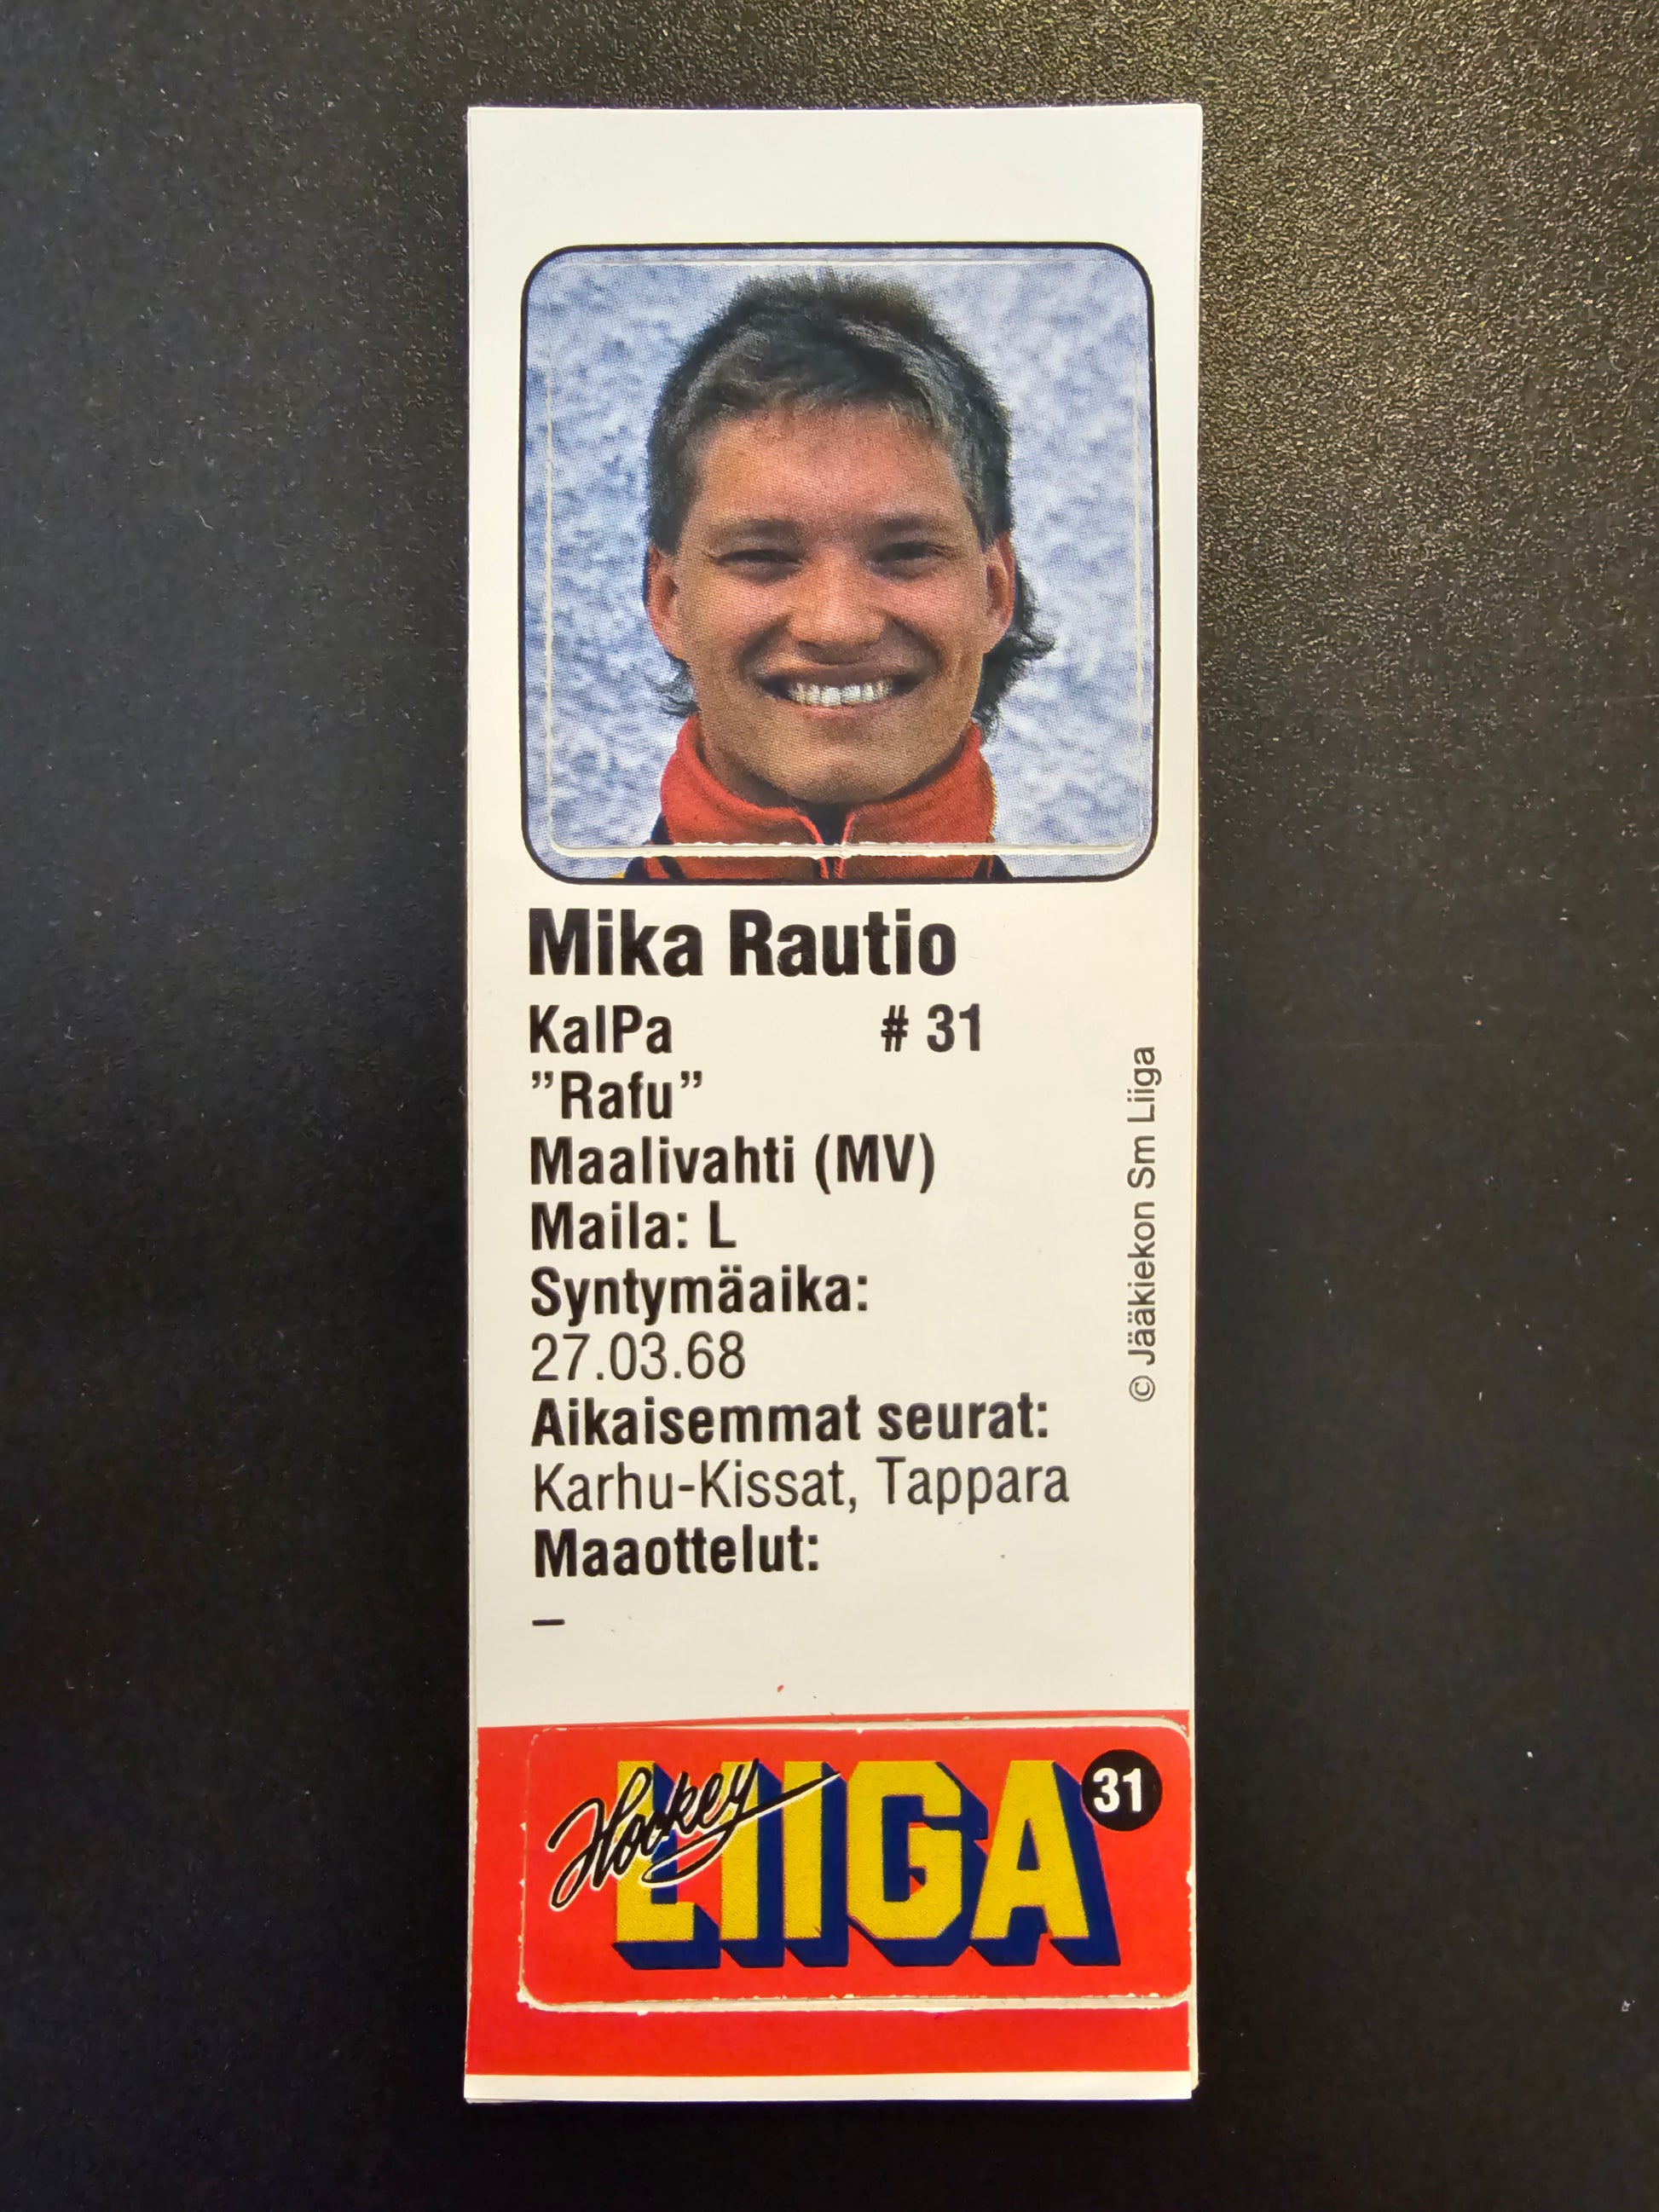 Mika Rautio
KalPa # 31
”Rafu”
Maalivahti (MV)
Maila: L
Syntymäaika:
27.03.68
Aikaisemmat seurat:
Karhu-Kissat, Tappara
Maaottelut:
–
© Jääkiekon Sm Liiga
Hockey LIIGA 31